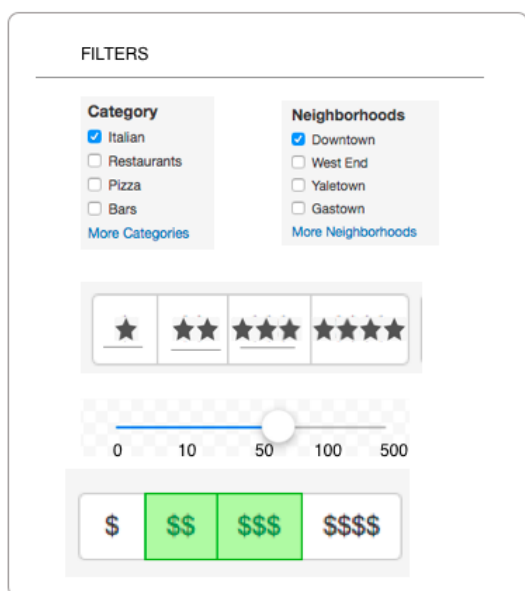 FILTERS
Category
Italian
Restaurants
Pizza
Bars
More Categories
Neighborhoods
Downtown
West End
Yaletown
Gastown
More Neighborhoods
0 10 50 100 500
$ $$ $$$ $$$$